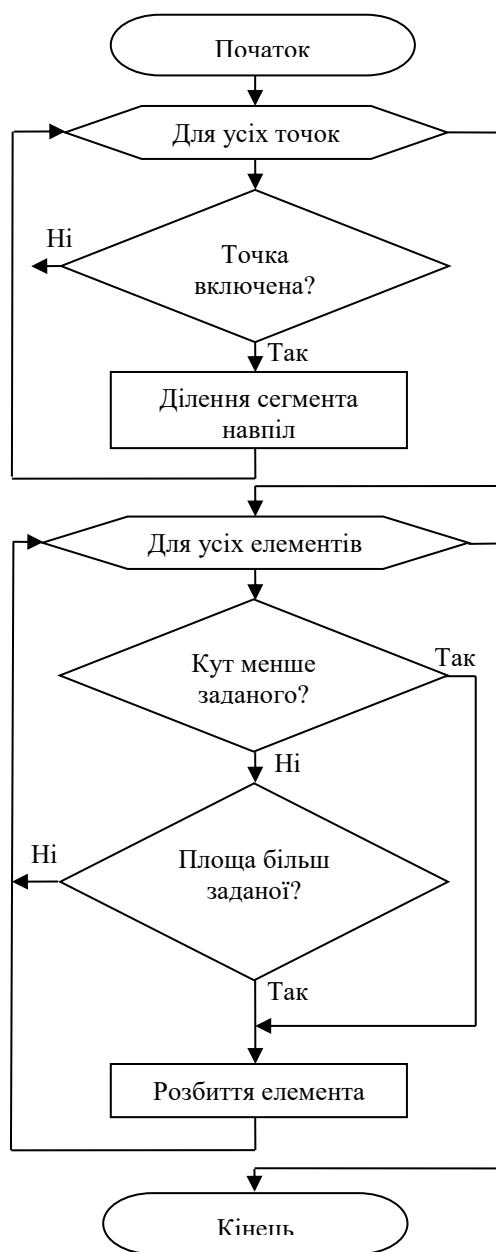 Початок
Для усіх точок
Ні
Точка
включена?
Так
Ділення сегмента
навпіл
Для усіх елементів
Кут менше
заданого?
Так
Ні
Ні
Площа більш
заданої?
Так
Розбиття елемента
Кінець